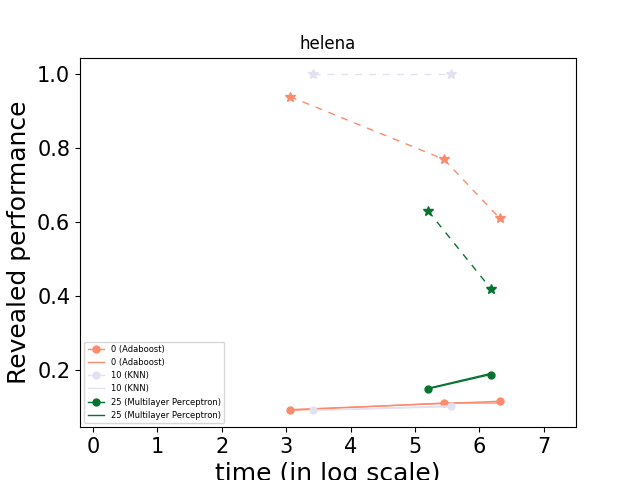 helena
Revealed performance
1.0
0.8
0.6
0.4
0.2
0 (Adaboost)
0 (Adaboost)
10 (KNN)
10 (KNN)
25 (Multilayer Perceptron)
25 (Multilayer Perceptron)
0 1 2 3 4 5 6 7
time (in log scale)